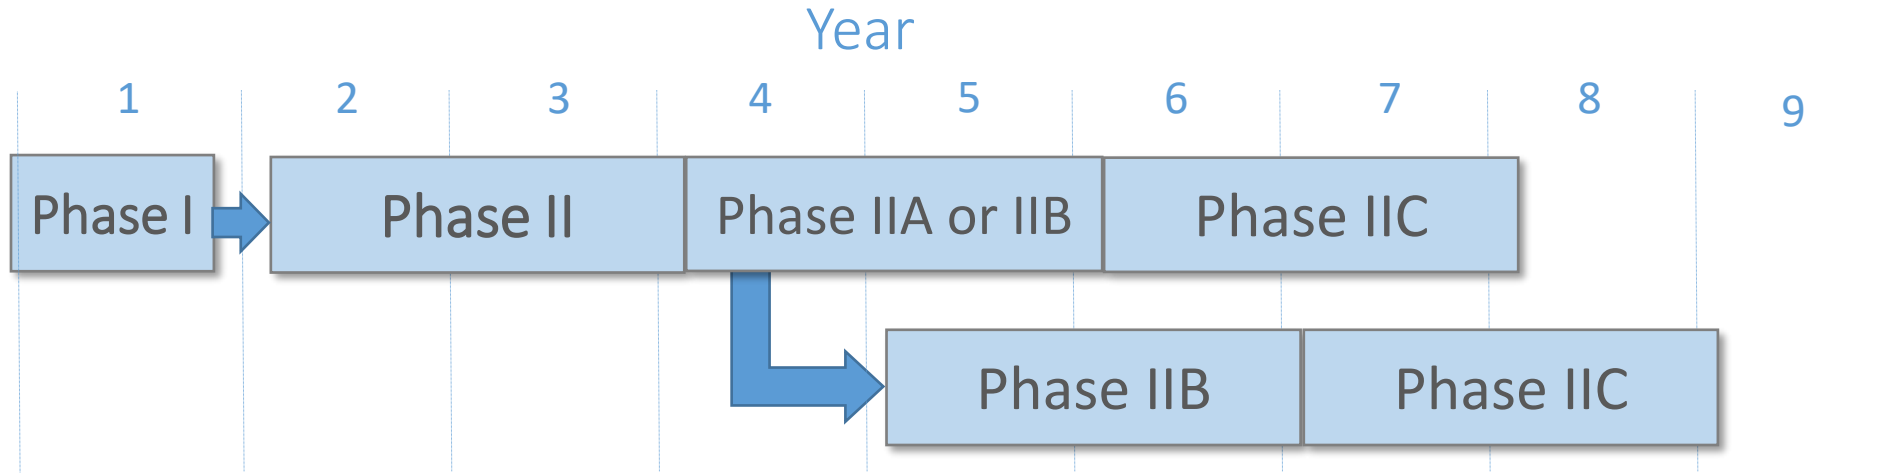 Year
1 2 3 4 5 6 7 8 9
Phase I Phase II Phase IIA or IIB Phase IIC
Phase IIB Phase IIC